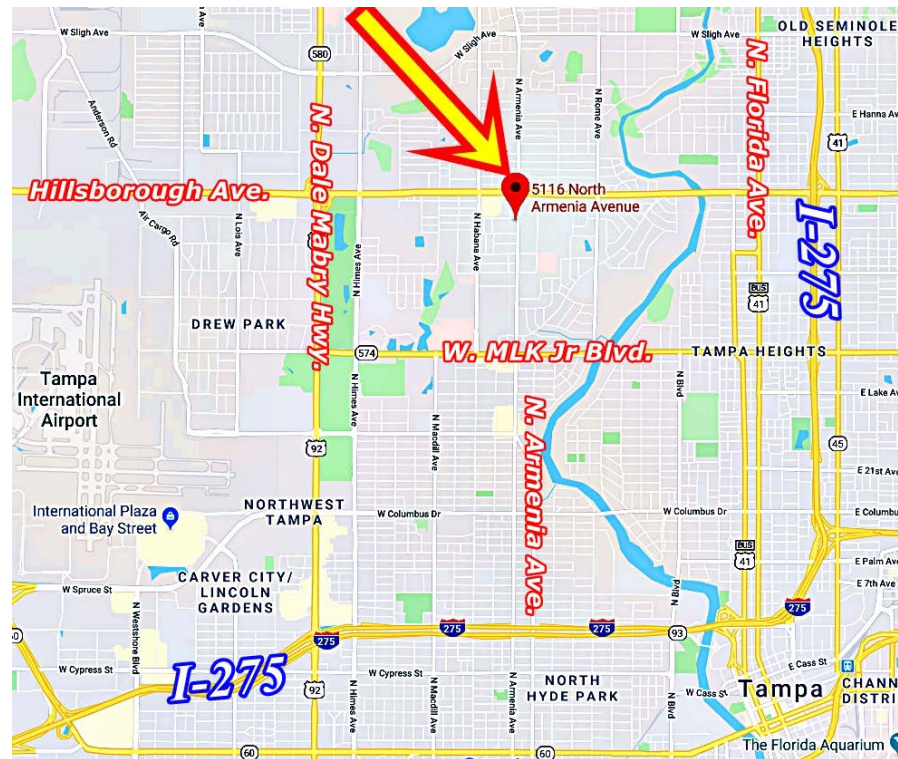 W Sligh Ave
580
W Sligh Ave
W Sligh Ave
OLD SEMINOLE
HEIGHTS
Anderson Rd
N Armenia Ave
N Rome Ave
N. Florida Ave.
E Hanna Av
41
Hillsborough Ave.
N. Dale Mabry Hwy.
5116 North
Armenia Avenue
Air Cargo Rd
N Lois Ave
N Himes Ave
N Habana Ave
I-275
BUS
41
DREW PARK
574
W. MLK Jr Blvd.
TAMPA HEIGHTS
Tampa
International
Airport
N Himes Ave
N Macdill Ave
N. Armenia Ave.
N Blvd
E Lake Av
92
45
E 21st Ave
International Plaza
and Bay Street
NORTHWEST
TAMPA
W Columbus Dr
W Columbus Dr
E Columbus
BUS
41
E Palm Av
E 7th Ave
CARVER CITY/
LINCOLN
GARDENS
W Spruce St
N Westshore Blvd
N Blvd
275
275
275
275
93
W Cypress St
I-275
92
N Himes Ave
W Cypress St
N Macdill Ave
N Armenia Ave
NORTH
HYDE PARK
N Blvd
W Cass St
E Cass St
Tampa
CHANN
DISTRI
60
60
The Florida Aquarium